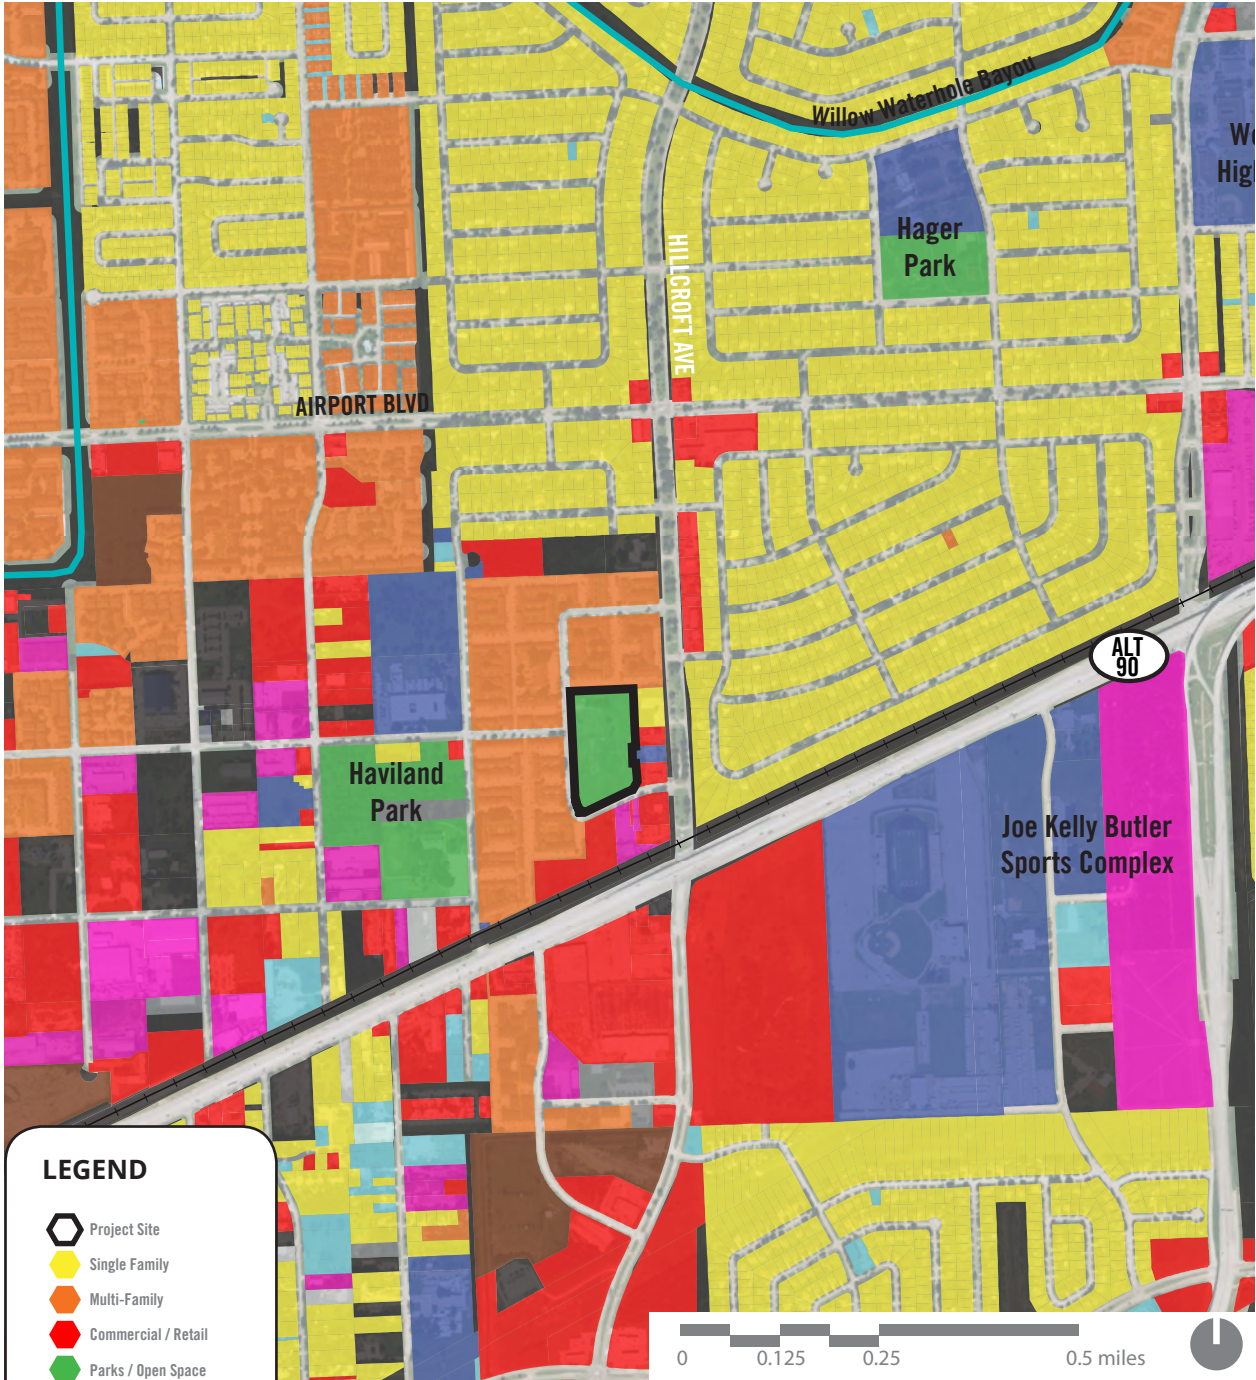 Willow Waterhole Bayou
We
Hig
Hager
Park
HILLCROFT AVE
AIRPORT BLVD
ALT
90
Haviland
Park
Joe Kelly Butler
Sports Complex
LEGEND
Project Site
Single Family
Multi-Family
Commercial / Retail
Parks / Open Space
0 0.125 0.25 0.5 miles